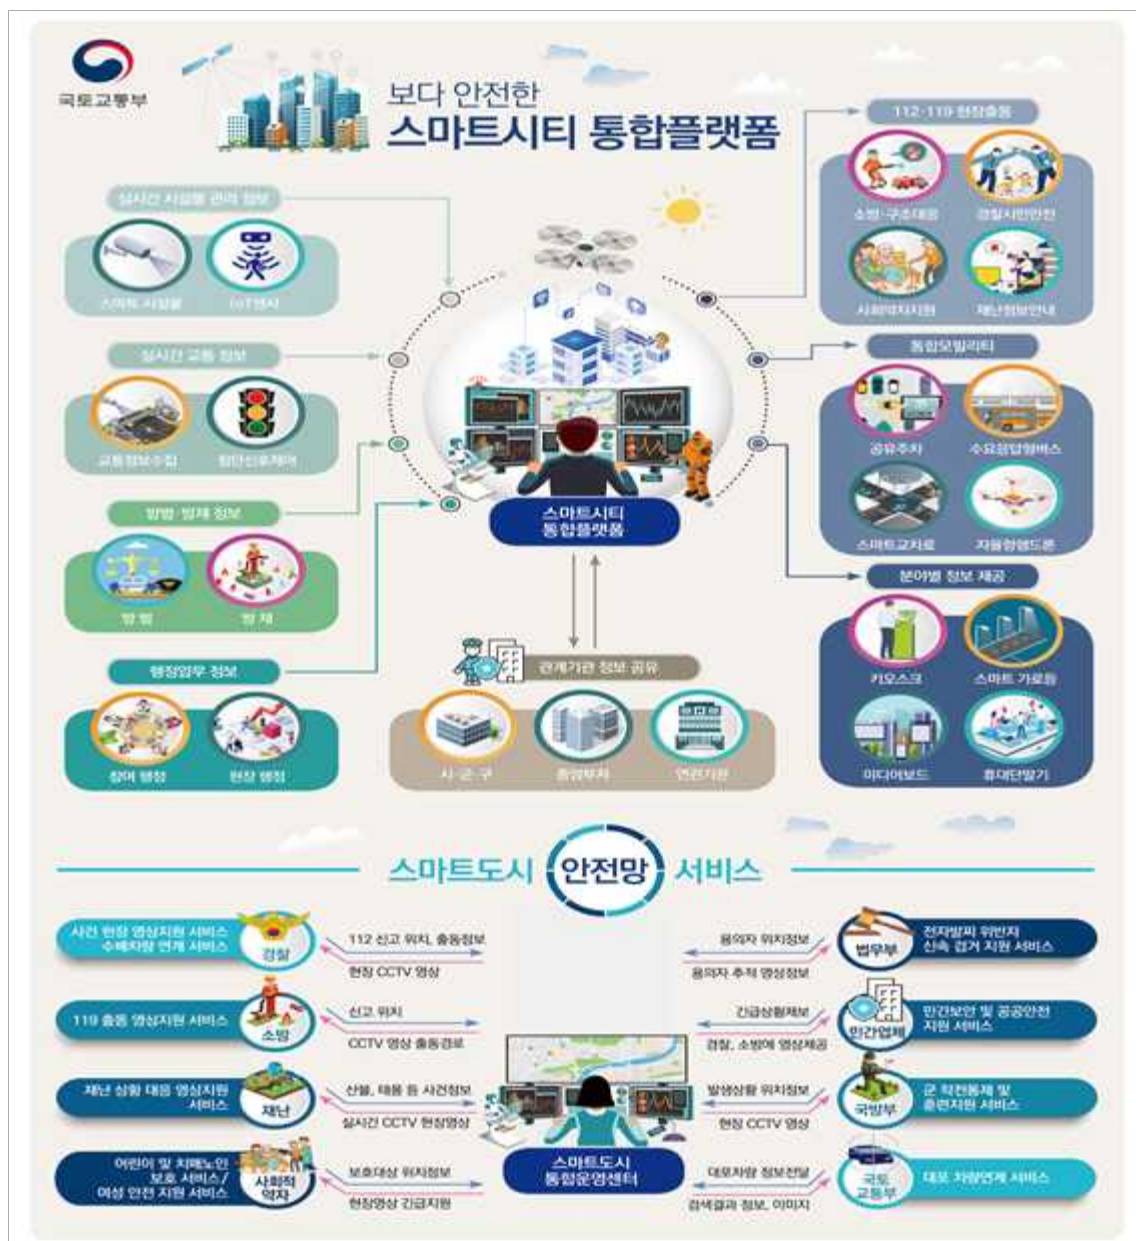 국토교통부
보다 안전한
스마트시티 통합플랫폼
실시간 시설물 관리 정보
스마트 시설물
IoT센서
실시간 교통 정보
교통정보수집
첨단신호제어
방범·방재 정보
방 범
방 재
행정업무 정보
참여 행정
현장 행정
스마트시티
통합플랫폼
관계기관 정보 공유
시·군·구
중앙부처
연관기관
112·119 현장출동
소방·구조대응
경찰시민안전
사회약자지원
재난정보안내
통합모빌리티
공유주차
수요응답형버스
스마트교차로
자율항행드론
분야별 정보 제공
키오스크
스마트 가로등
미디어보드
휴대단말기
스마트도시 안전망 서비스
사건 현장 영상지원 서비스
수배차량 연계 서비스
경찰
112 신고 위치, 출동정보
현장 CCTV 영상
119 출동 영상지원 서비스
소방
신고 위치
CCTV 영상 출동경로
재난 상황 대응 영상지원
서비스
재난
산불, 태풍 등 사건정보
실시간 CCTV 현장영상
어린이 및 치매노인
보호 서비스/
여성 안전 지원 서비스
사회적
약자
보호대상 위치정보
현장영상 긴급지원
스마트도시
통합운영센터
용의자 위치정보
용의자 추적 영상정보
법무부
전자발찌 위반자
신속 검거 지원 서비스
긴급상황제보
경찰, 소방에 영상제공
민간업체
민간보안 및 공공안전
지원 서비스
발생상황 위치정보
현장 CCTV 영상
국방부
군 작전통제 및
훈련지원 서비스
대포차량 정보전달
검색결과 정보, 이미지
국토
교통부
대포 차량연계 서비스